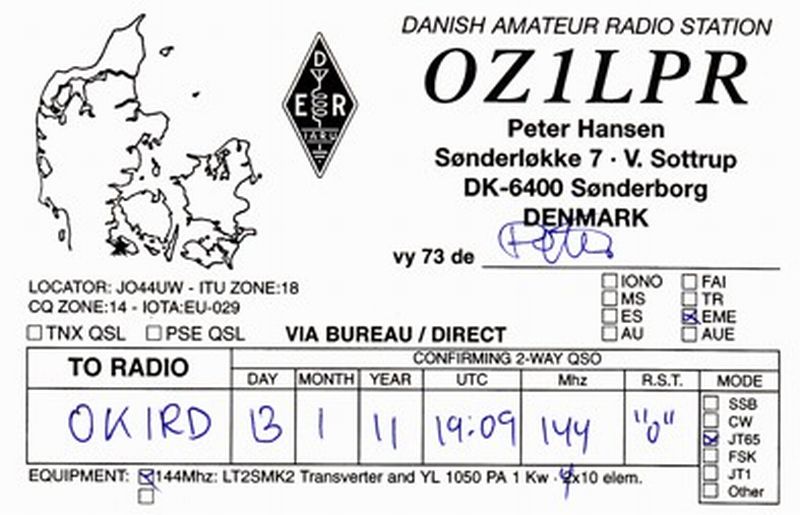 DANISH AMATEUR RADIO STATION
OZ1LPR
Peter Hansen
Sønderløkke 7 · V. Sottrup
DK-6400 Sønderborg
DENMARK
D
E R
IARU
vy 73 de Peter
LOCATOR: JO44UW - ITU ZONE:18
CQ ZONE:14 - IOTA:EU-029
IONO FAI
MS TR
ES EME
AU AUE
TNX QSL PSE QSL VIA BUREAU / DIRECT
TO RADIO
CONFIRMING 2-WAY QSO
DAY MONTH YEAR UTC Mhz R.S.T. MODE
OK1RD 13 1 11 19:09 144 "O"
SSB
CW
JT65
FSK
JT1
Other
EQUIPMENT: 144Mhz: LT2SMK2 Transverter and YL 1050 PA 1 Kw · 4x10 elem.